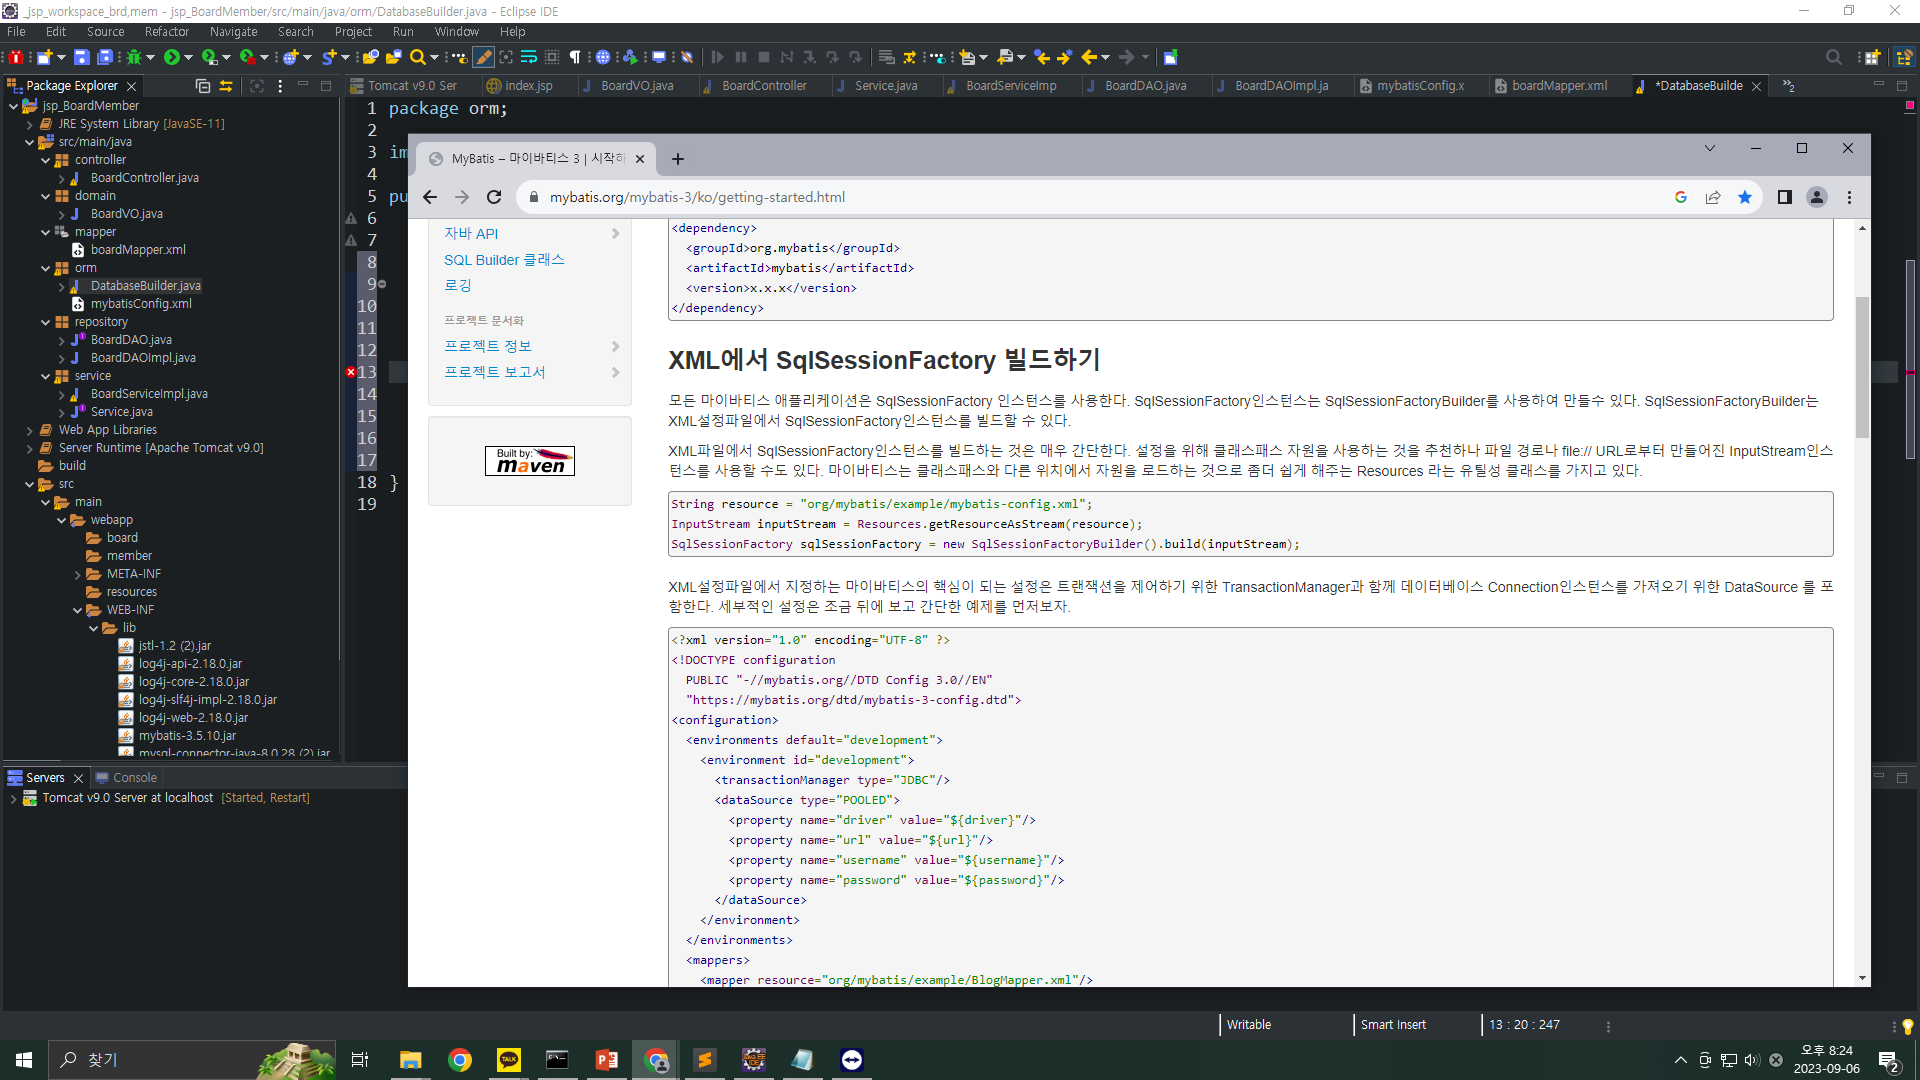 _jsp_workspace_brd,mem - jsp_BoardMember/src/main/java/orm/DatabaseBuilder.java - Eclipse IDE
File Edit Source Refactor Navigate Search Project Run Window Help
Package Explorer
Tomcat v9.0 Ser
index.jsp
BoardVO.java
BoardController
Service.java
BoardServiceImp
BoardDAO.java
BoardDAOImpl.ja
mybatisConfig.x
boardMapper.xml
*DatabaseBuilde
2
jsp_BoardMember
JRE System Library [JavaSE-11]
src/main/java
controller
BoardController.java
domain
BoardVO.java
mapper
boardMapper.xml
orm
DatabaseBuilder.java
mybatisConfig.xml
repository
BoardDAO.java
BoardDAOImpl.java
service
BoardServiceImpl.java
Service.java
Web App Libraries
Server Runtime [Apache Tomcat v9.0]
build
src
main
webapp
board
member
META-INF
resources
WEB-INF
lib
jstl-1.2 (2).jar
log4j-api-2.18.0.jar
log4j-core-2.18.0.jar
log4j-slf4j-impl-2.18.0.jar
log4j-web-2.18.0.jar
mybatis-3.5.10.jar
mysql-connector-java-8.0.28 (2).jar
1 package orm;
2
3 im
4
5 pu
6
7
8
9
10
11
12
13
14
15
16
17
18 }
19
MyBatis – 마이바티스 3 | 시작하
mybatis.org/mybatis-3/ko/getting-started.html
자바 API
SQL Builder 클래스
로깅
프로젝트 문서화
프로젝트 정보
프로젝트 보고서
Built by:
maven
<dependency>
<groupId>org.mybatis</groupId>
<artifactId>mybatis</artifactId>
<version>x.x.x</version>
</dependency>
XML에서 SqlSessionFactory 빌드하기
모든 마이바티스 애플리케이션은 SqlSessionFactory 인스턴스를 사용한다. SqlSessionFactory인스턴스는 SqlSessionFactoryBuilder를 사용하여 만들수 있다. SqlSessionFactoryBuilder는
XML설정파일에서 SqlSessionFactory인스턴스를 빌드할 수 있다.
XML파일에서 SqlSessionFactory인스턴스를 빌드하는 것은 매우 간단한다. 설정을 위해 클래스패스 자원을 사용하는 것을 추천하나 파일 경로나 file:// URL로부터 만들어진 InputStream인스
턴스를 사용할 수도 있다. 마이바티스는 클래스패스와 다른 위치에서 자원을 로드하는 것으로 좀더 쉽게 해주는 Resources 라는 유틸성 클래스를 가지고 있다.
String resource = "org/mybatis/example/mybatis-config.xml";
InputStream inputStream = Resources.getResourceAsStream(resource);
SqlSessionFactory sqlSessionFactory = new SqlSessionFactoryBuilder().build(inputStream);
XML설정파일에서 지정하는 마이바티스의 핵심이 되는 설정은 트랜잭션을 제어하기 위한 TransactionManager과 함께 데이터베이스 Connection인스턴스를 가져오기 위한 DataSource 를 포
함한다. 세부적인 설정은 조금 뒤에 보고 간단한 예제를 먼저보자.
<?xml version="1.0" encoding="UTF-8" ?>
<!DOCTYPE configuration
PUBLIC "-//mybatis.org//DTD Config 3.0//EN"
"https://mybatis.org/dtd/mybatis-3-config.dtd">
<configuration>
<environments default="development">
<environment id="development">
<transactionManager type="JDBC"/>
<dataSource type="POOLED">
<property name="driver" value="${driver}"/>
<property name="url" value="${url}"/>
<property name="username" value="${username}"/>
<property name="password" value="${password}"/>
</dataSource>
</environment>
</environments>
<mappers>
<mapper resource="org/mybatis/example/BlogMapper.xml"/>
Servers
Console
Tomcat v9.0 Server at localhost [Started, Restart]
Writable
Smart Insert
13 : 20 : 247
찾기
TALK
오후 8:24
2023-09-06
2